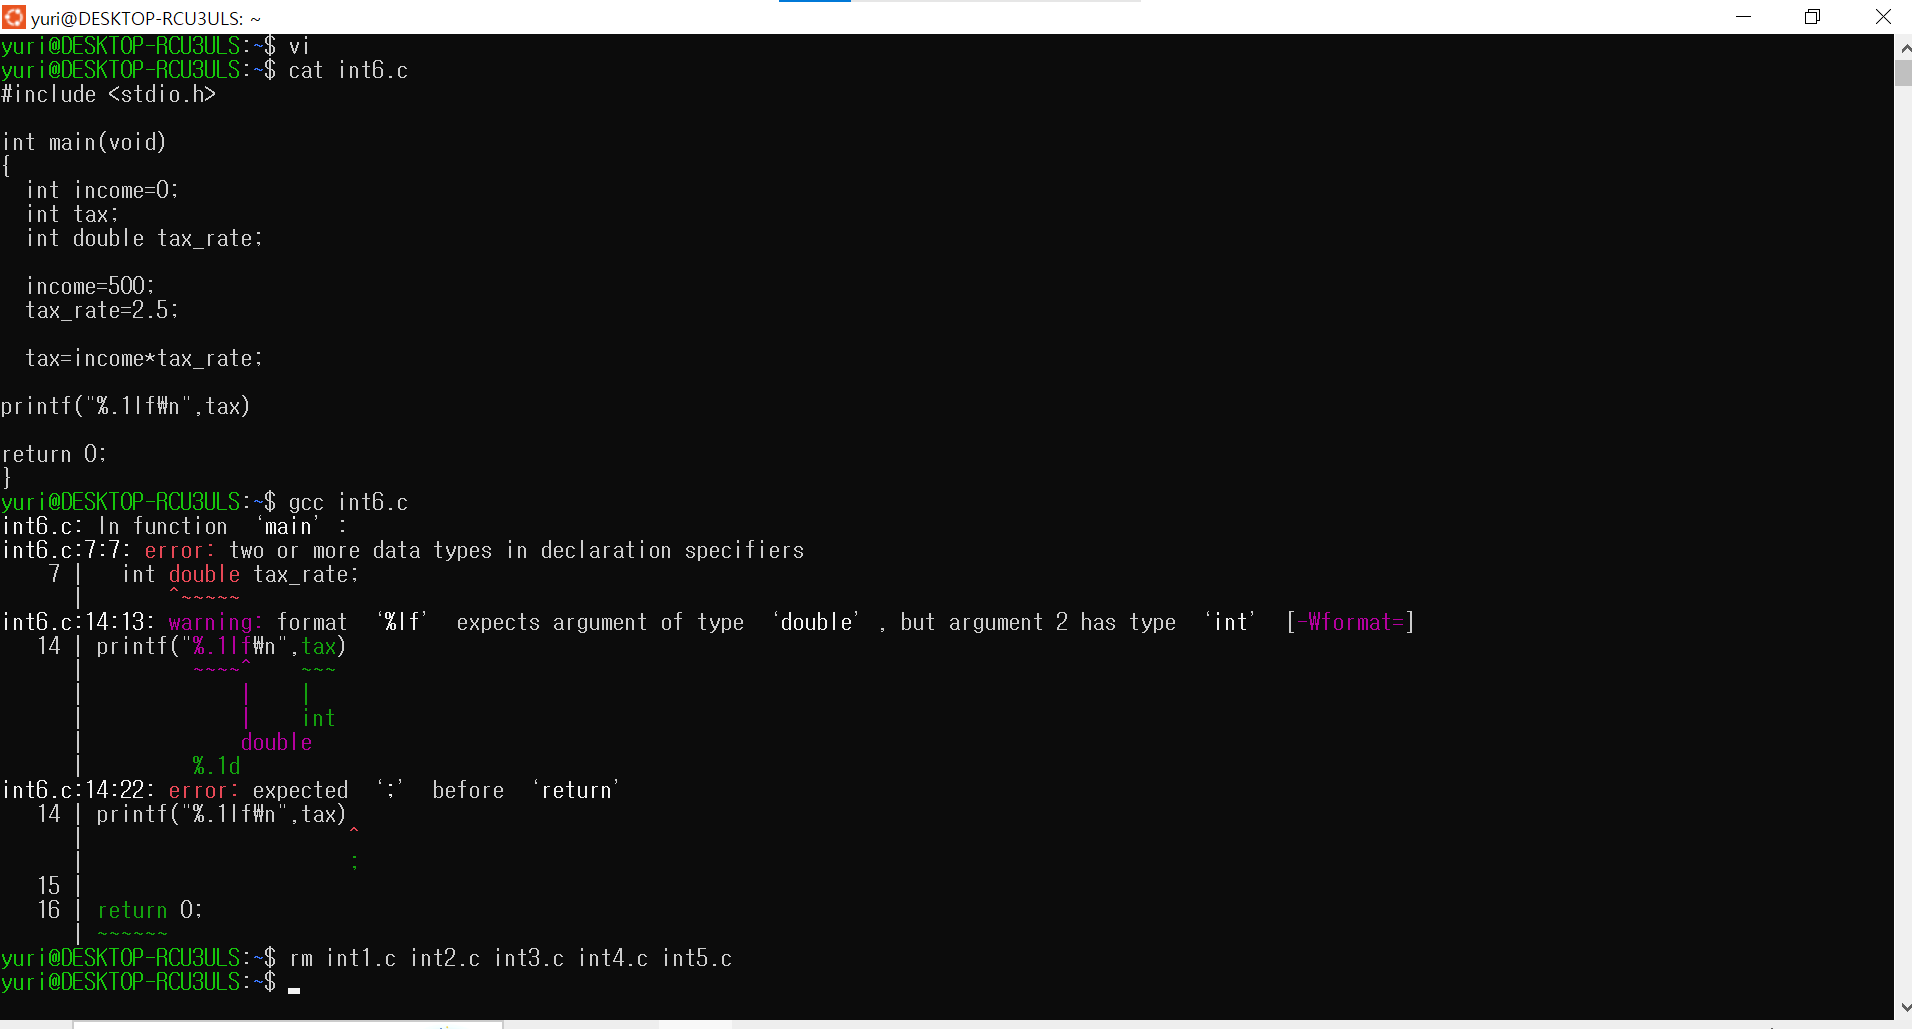 yuri@DESKTOP-RCU3ULS: ~
yuri@DESKTOP-RCU3ULS:~$ vi
yuri@DESKTOP-RCU3ULS:~$ cat int6.c
#include <stdio.h>
int main(void)
{
  int income=0;
  int tax;
  int double tax_rate;
  income=500;
  tax_rate=2.5;
  tax=income*tax_rate;
printf("%.1lf₩n",tax)
return 0;
}
yuri@DESKTOP-RCU3ULS:~$ gcc int6.c
int6.c: In function ‘main’:
int6.c:7:7: error: two or more data types in declaration specifiers
    7 |   int double tax_rate;
      |       ^~~~~~
int6.c:14:13: warning: format ‘%lf’ expects argument of type ‘double’, but argument 2 has type ‘int’ [-Wformat=]
   14 | printf("%.1lf₩n",tax)
      |         ~~~~^    ~~~
      |             |    |
      |             |    int
      |             double
      |         %.1d
int6.c:14:22: error: expected ‘;’ before ‘return’
   14 | printf("%.1lf₩n",tax)
      |                      ^
      |                      ;
   15 |
   16 | return 0;
      | ~~~~~~
yuri@DESKTOP-RCU3ULS:~$ rm int1.c int2.c int3.c int4.c int5.c
yuri@DESKTOP-RCU3ULS:~$